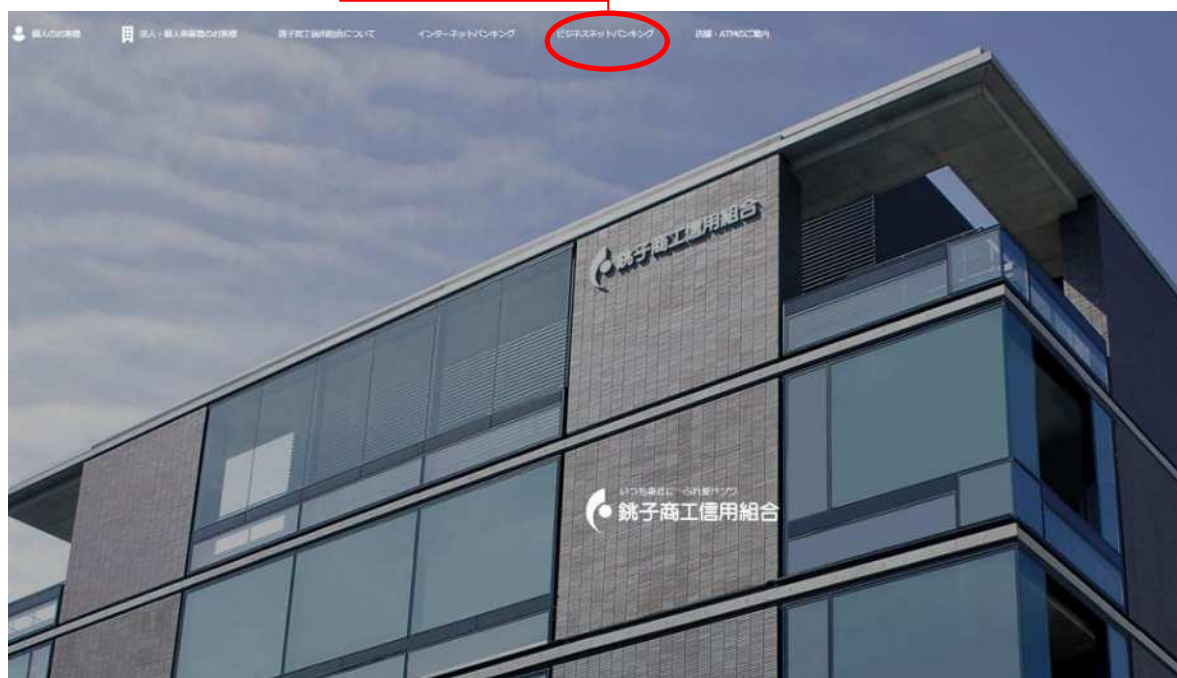 個人のお客様
法人・個人事業主のお客様
銚子商工信用組合について
インターネットバンキング
ビジネスネットバンキング
店舗・ATMのご案内
銚子商工信用組合
いつも身近に ふれ愛バンク
銚子商工信用組合